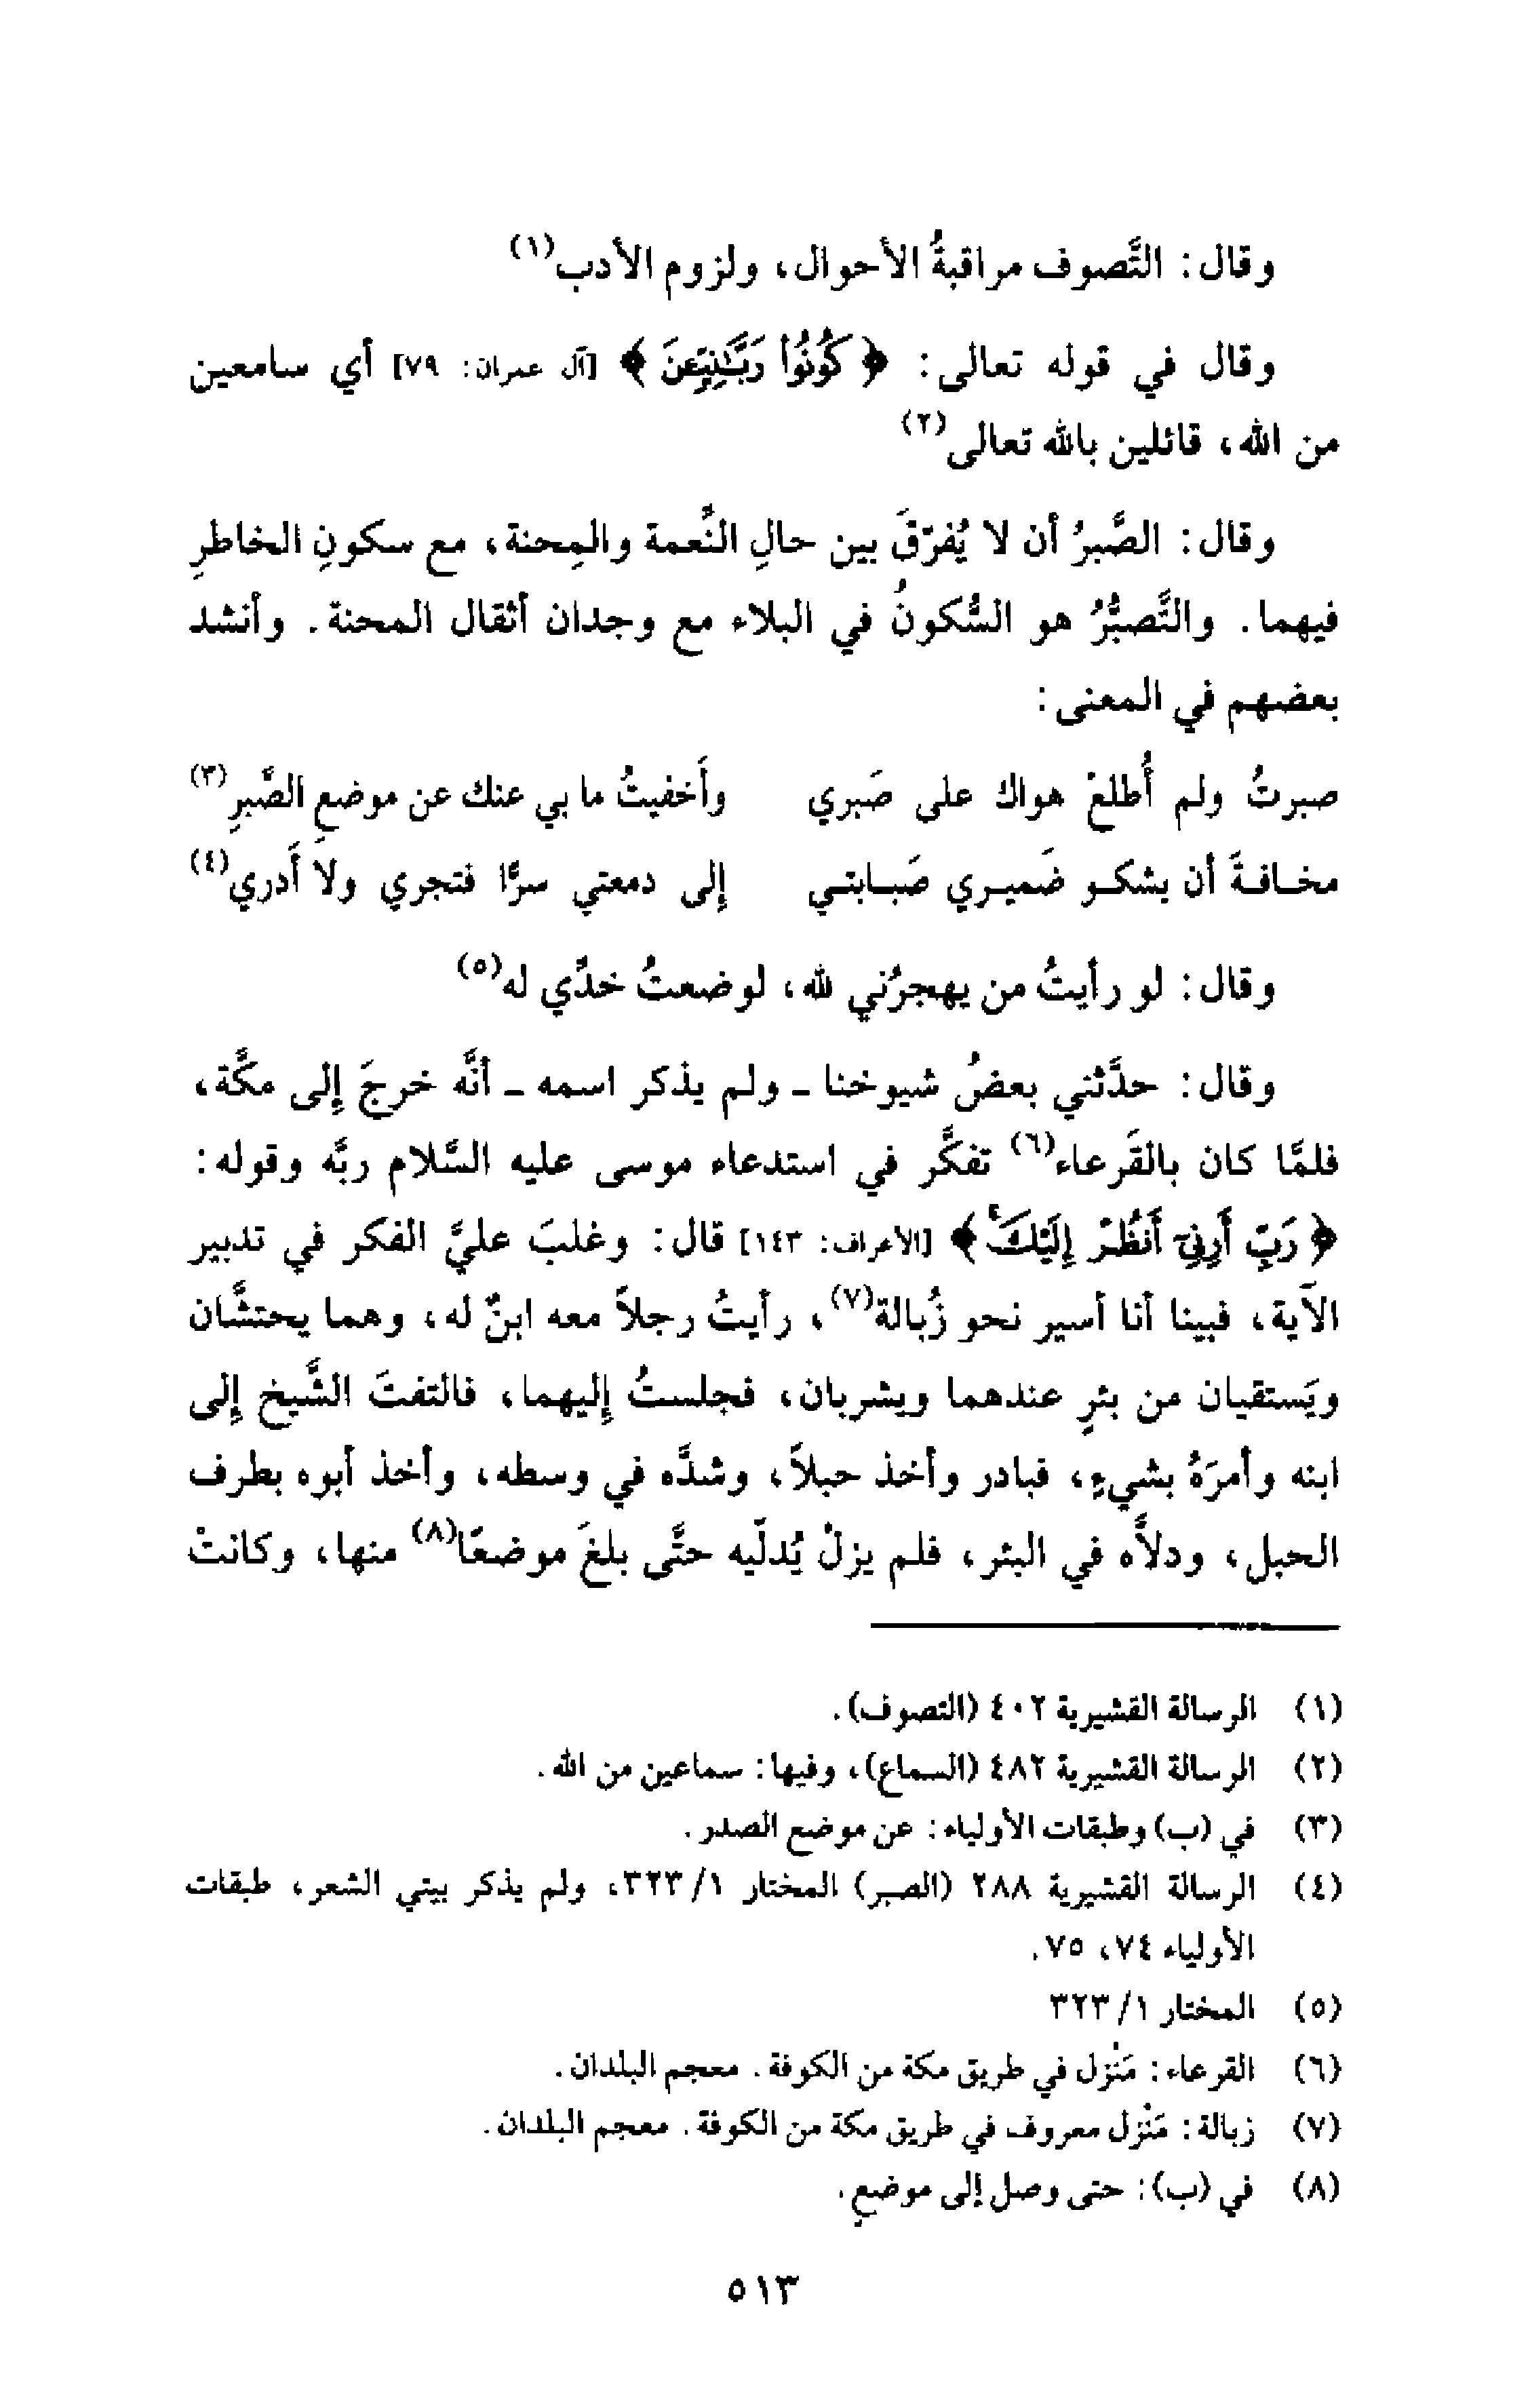 وقال: التَّصوف مراقبةُ الأحوال، ولزوم الأدب(١)
وقال في قوله تعالى: ﴿كُونُوا رَبَّـٰنِيِّـۧنَ﴾ [آل عمران: ٧٩] أي سامعين
من الله، قائلين بالله تعالى(٢)
وقال: الصَّبرُ أن لا يُفرّقَ بين حالِ النَّعمة والمِحنة، مع سكونِ الخاطرِ
فيهما. والتَّصبُّرُ هو السُّكونُ في البلاء مع وجدان أثقال المحنة. وأنشد
بعضهم في المعنى:
صبرتُ ولم أُطلعْ هواك على صَبري وأَخفيتُ ما بي عنك عن موضعِ الصَّبرِ(٣)
مخافةَ أن يشكو ضَميري صَبابتي إلى دمعتي سرًّا فتجري ولا أَدري(٤)
وقال: لو رأيتُ من يهجرُني لله، لوضعتُ خدِّي له(٥)
وقال: حدَّثني بعضُ شيوخنا - ولم يذكر اسمه - أنَّه خرجَ إلى مكَّة،
فلمَّا كان بالقَرعاء(٦) تفكَّر في استدعاء موسى عليه السَّلام ربَّه وقوله:
﴿رَبِّ أَرِنِيٓ أَنظُرْ إِلَيْكَ﴾ [الأعراف: ١٤٣] قال: وغلبَ عليَّ الفكر في تدبير
الآية، فبينا أنا أسير نحو زُبالة(٧)، رأيتُ رجلاً معه ابنٌ له، وهما يحتشَّان
ويَستقيان من بئرٍ عندهما ويشربان، فجلستُ إليهما، فالتفتَ الشَّيخ إلى
ابنه وأمرَهُ بشيءٍ، فبادر وأخذ حبلاً، وشدَّه في وسطه، وأخذ أبوه بطرف
الحبل، ودلاَّه في البئر، فلم يزلْ يُدلّيه حتَّى بلغَ موضعًا(٨) منها، وكانتْ
(١) الرسالة القشيرية ٤٠٢ (التصوف).
(٢) الرسالة القشيرية ٤٨٢ (السماع)، وفيها: سماعين من الله.
(٣) في (ب) وطبقات الأولياء: عن موضع الصدر.
(٤) الرسالة القشيرية ٢٨٨ (الصبر) المختار ١/ ٣٢٣، ولم يذكر بيتي الشعر، طبقات
الأولياء ٧٤، ٧٥.
(٥) المختار ١/ ٣٢٣
(٦) القرعاء: مَنْزل في طريق مكة من الكوفة. معجم البلدان.
(٧) زبالة: مَنْزل معروف في طريق مكة من الكوفة. معجم البلدان.
(٨) في (ب): حتى وصل إلى موضعٍ.
٥١٣